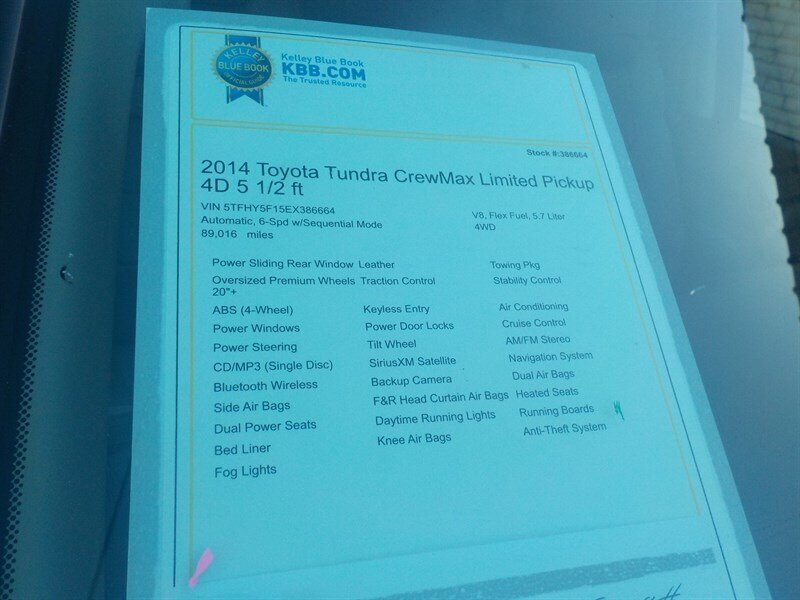 KELLEY
BLUE BOOK
OFFICIAL GUIDE
Kelley Blue Book
KBB.COM
The Trusted Resource
Stock #:386664
2014 Toyota Tundra CrewMax Limited Pickup
4D 5 1/2 ft
VIN 5TFHY5F15EX386664
Automatic, 6-Spd w/Sequential Mode
89,016 miles
V8, Flex Fuel, 5.7 Liter
4WD
Power Sliding Rear Window Leather Towing Pkg
Oversized Premium Wheels Traction Control Stability Control
20"+
ABS (4-Wheel) Keyless Entry Air Conditioning
Power Windows Power Door Locks Cruise Control
Power Steering Tilt Wheel AM/FM Stereo
CD/MP3 (Single Disc) SiriusXM Satellite Navigation System
Bluetooth Wireless Backup Camera Dual Air Bags
Side Air Bags F&R Head Curtain Air Bags Heated Seats
Dual Power Seats Daytime Running Lights Running Boards
Bed Liner Knee Air Bags Anti-Theft System
Fog Lights